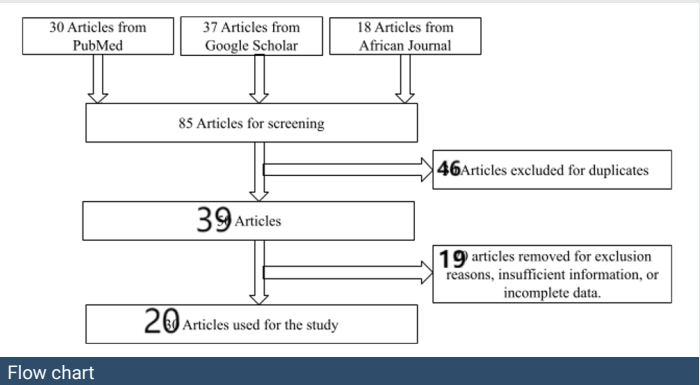 30 Articles from
PubMed
37 Articles from
Google Scholar
18 Articles from
African Journal
85 Articles for screening
46 Articles excluded for duplicates
39 Articles
19 articles removed for exclusion
reasons, insufficient information, or
incomplete data.
20 Articles used for the study
Flow chart